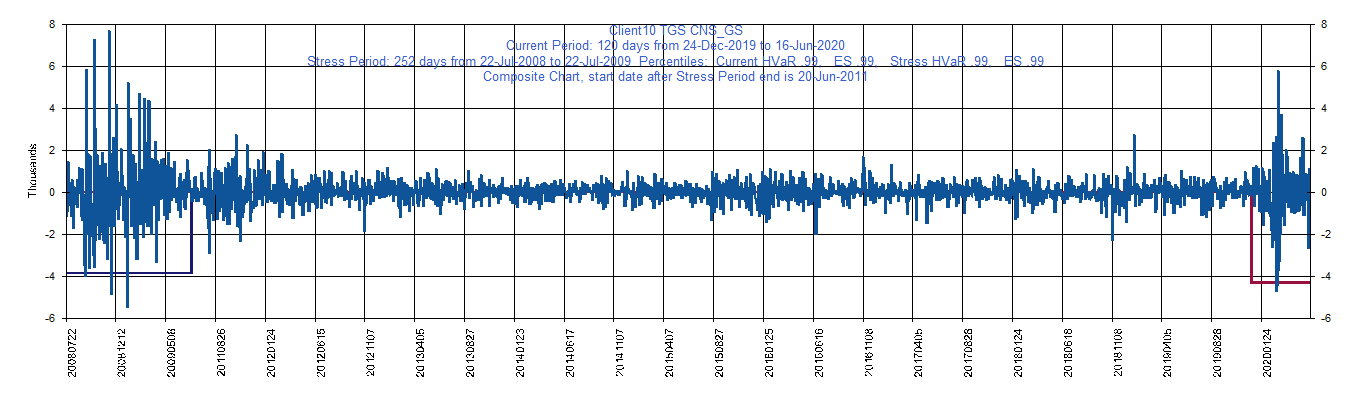 Client10 TGS CNS_GS
Current Period: 120 days from 24-Dec-2019 to 16-Jun-2020
Stress Period: 252 days from 22-Jul-2008 to 22-Jul-2009 Percentiles: Current HVaR .99, ES .99, Stress HVaR .99, ES .99
Composite Chart, start date after Stress Period end is 20-Jun-2011
Thousands
8 8
6 6
4 4
2 2
0 0
-2 -2
-4 -4
-6 -6
20080722 20081212 20090508 20110826 20120124 20120615 20121107 20130405 20130827 20140123 20140617 20141107 20150407 20150827 20160125 20160616 20161108 20170405 20170828 20180124 20180618 20181108 20190405 20190828 20200124